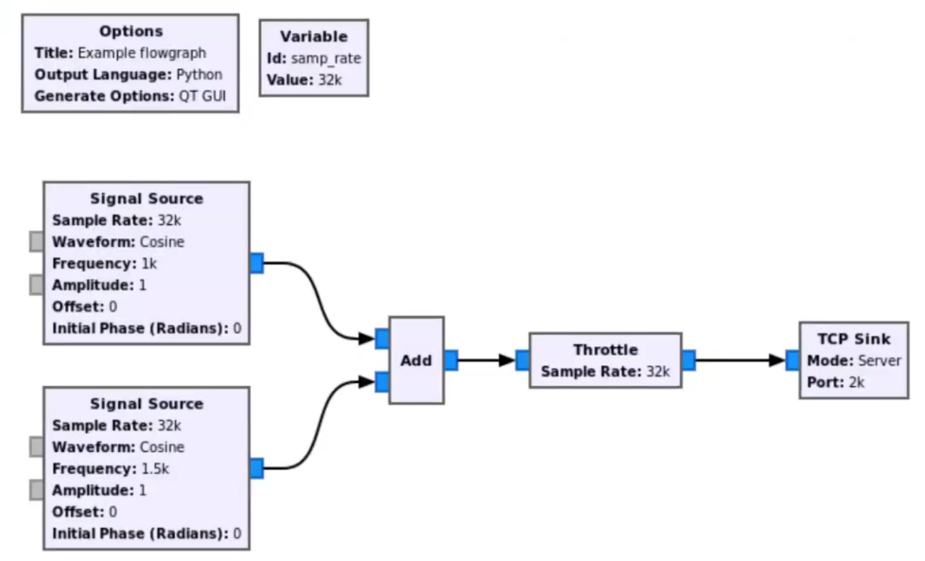 Options
Title: Example flowgraph
Output Language: Python
Generate Options: QT GUI
Variable
Id: samp_rate
Value: 32k
Signal Source
Sample Rate: 32k
Waveform: Cosine
Frequency: 1k
Amplitude: 1
Offset: 0
Initial Phase (Radians): 0
Signal Source
Sample Rate: 32k
Waveform: Cosine
Frequency: 1.5k
Amplitude: 1
Offset: 0
Initial Phase (Radians): 0
Add
Throttle
Sample Rate: 32k
TCP Sink
Mode: Server
Port: 2k